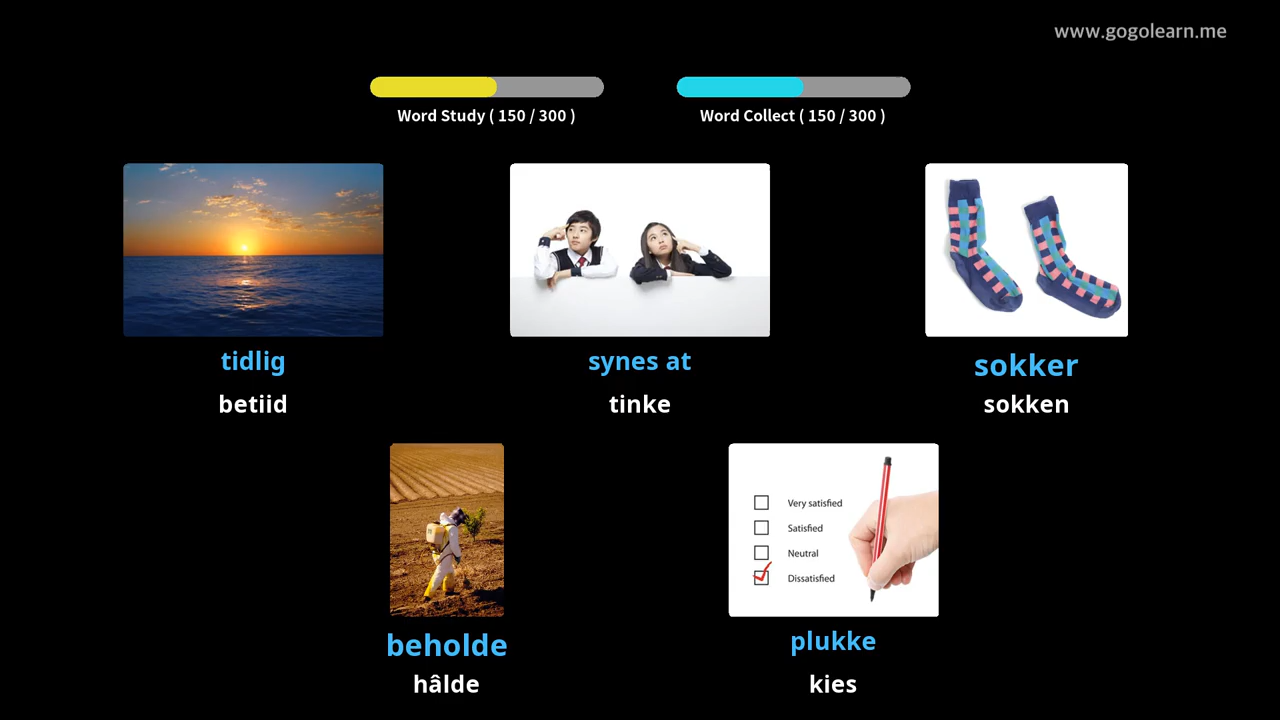 www.gogolearn.me
Word Study ( 150 / 300 )
Word Collect ( 150 / 300 )
tidlig
betiid
synes at
tinke
sokker
sokken
beholde
hâlde
Very satisfied
Satisfied
Neutral
Dissatisfied
plukke
kies